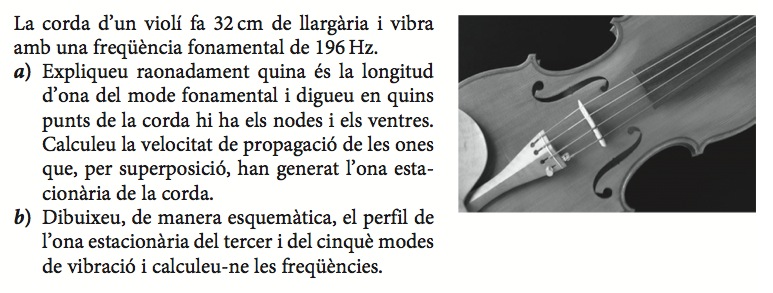 La corda d’un violí fa 32 cm de llargària i vibra
amb una freqüència fonamental de 196 Hz.
a) Expliqueu raonadament quina és la longitud
d’ona del mode fonamental i digueu en quins
punts de la corda hi ha els nodes i els ventres.
Calculeu la velocitat de propagació de les ones
que, per superposició, han generat l’ona esta-
cionària de la corda.
b) Dibuixeu, de manera esquemàtica, el perfil de
l’ona estacionària del tercer i del cinquè modes
de vibració i calculeu-ne les freqüències.